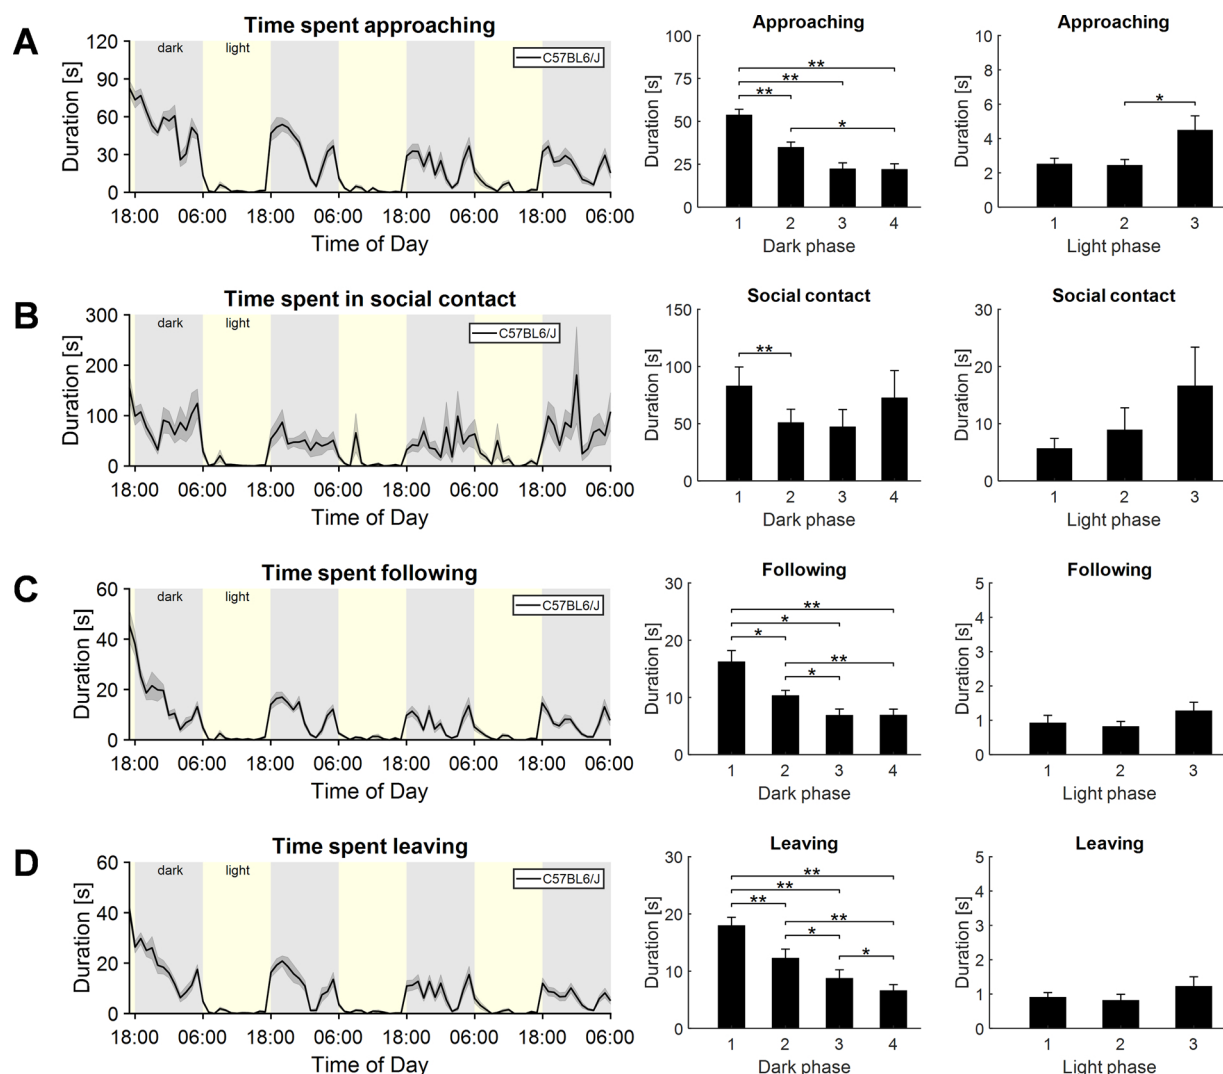 A
Time spent approaching
Duration [s]
120
90
60
30
0
dark
light
C57BL6/J
18:00 06:00 18:00 06:00 18:00 06:00 18:00 06:00
Time of Day
Approaching
Duration [s]
100
75
50
25
0
**
**
**
*
1 2 3 4
Dark phase
Approaching
Duration [s]
10
8
6
4
2
0
*
1 2 3
Light phase
B
Time spent in social contact
Duration [s]
300
200
100
0
dark
light
C57BL6/J
18:00 06:00 18:00 06:00 18:00 06:00 18:00 06:00
Time of Day
Social contact
Duration [s]
150
100
50
0
**
1 2 3 4
Dark phase
Social contact
Duration [s]
30
20
10
0
1 2 3
Light phase
C
Time spent following
Duration [s]
60
40
20
0
dark
light
C57BL6/J
18:00 06:00 18:00 06:00 18:00 06:00 18:00 06:00
Time of Day
Following
Duration [s]
30
20
10
0
**
*
*
**
*
1 2 3 4
Dark phase
Following
Duration [s]
5
4
3
2
1
0
1 2 3
Light phase
D
Time spent leaving
Duration [s]
60
40
20
0
dark
light
C57BL6/J
18:00 06:00 18:00 06:00 18:00 06:00 18:00 06:00
Time of Day
Leaving
Duration [s]
30
20
10
0
**
**
**
**
*
*
1 2 3 4
Dark phase
Leaving
Duration [s]
5
4
3
2
1
0
1 2 3
Light phase